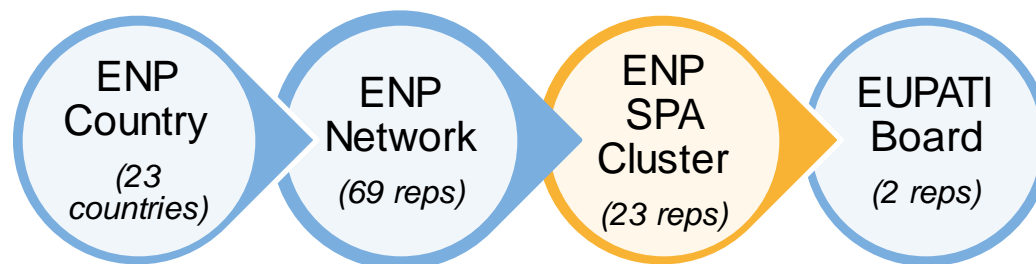 ENP
Country
(23
countries)
ENP
Network
(69 reps)
ENP
SPA
Cluster
(23 reps)
EUPATI
Board
(2 reps)